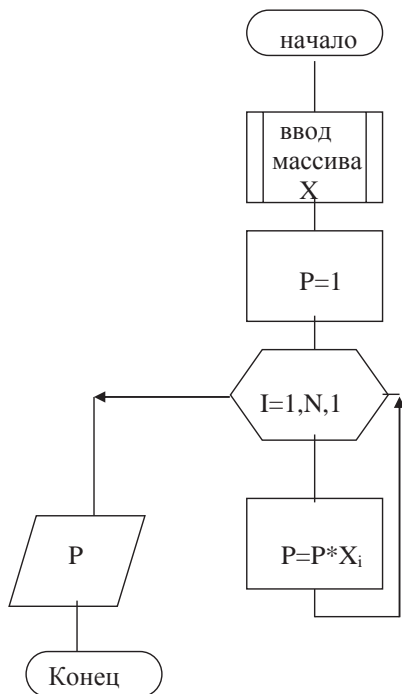 начало
ввод
массива
X
P=1
I=1,N,1
P=P*Xi
P
Конец